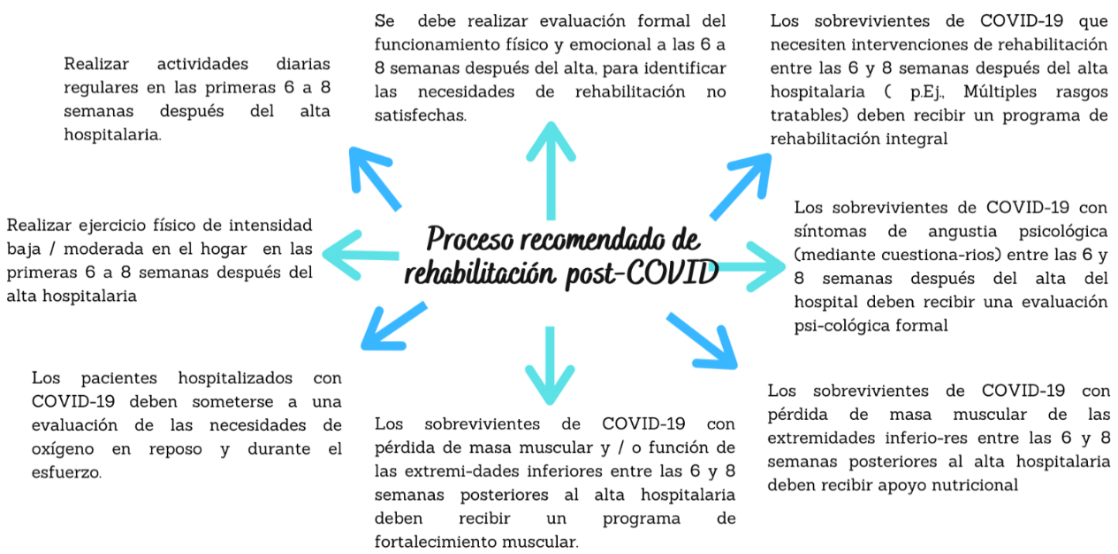 Realizar actividades diarias
regulares en las primeras 6 a 8
semanas después del alta
hospitalaria.
Se debe realizar evaluación formal del
funcionamiento físico y emocional a las 6 a
8 semanas después del alta, para identificar
las necesidades de rehabilitación no
satisfechas.
Los sobrevivientes de COVID-19 que
necesiten intervenciones de rehabilitación
entre las 6 y 8 semanas después del alta
hospitalaria ( p.Ej., Múltiples rasgos
tratables) deben recibir un programa de
rehabilitación integral
Realizar ejercicio físico de intensidad
baja / moderada en el hogar en las
primeras 6 a 8 semanas después del
alta hospitalaria
Proceso recomendado de
rehabilitación post-COVID
Los sobrevivientes de COVID-19 con
síntomas de angustia psicológica
(mediante cuestiona-rios) entre las 6 y
8 semanas después del alta del
hospital deben recibir una evaluación
psi-cológica formal
Los pacientes hospitalizados con
COVID-19 deben someterse a una
evaluación de las necesidades de
oxígeno en reposo y durante el
esfuerzo.
Los sobrevivientes de COVID-19 con
pérdida de masa muscular y / o función de
las extremi-dades inferiores entre las 6 y 8
semanas posteriores al alta hospitalaria
deben recibir un programa de
fortalecimiento muscular.
Los sobrevivientes de COVID-19 con
pérdida de masa muscular de las
extremidades inferio-res entre las 6 y 8
semanas posteriores al alta hospitalaria
deben recibir apoyo nutricional